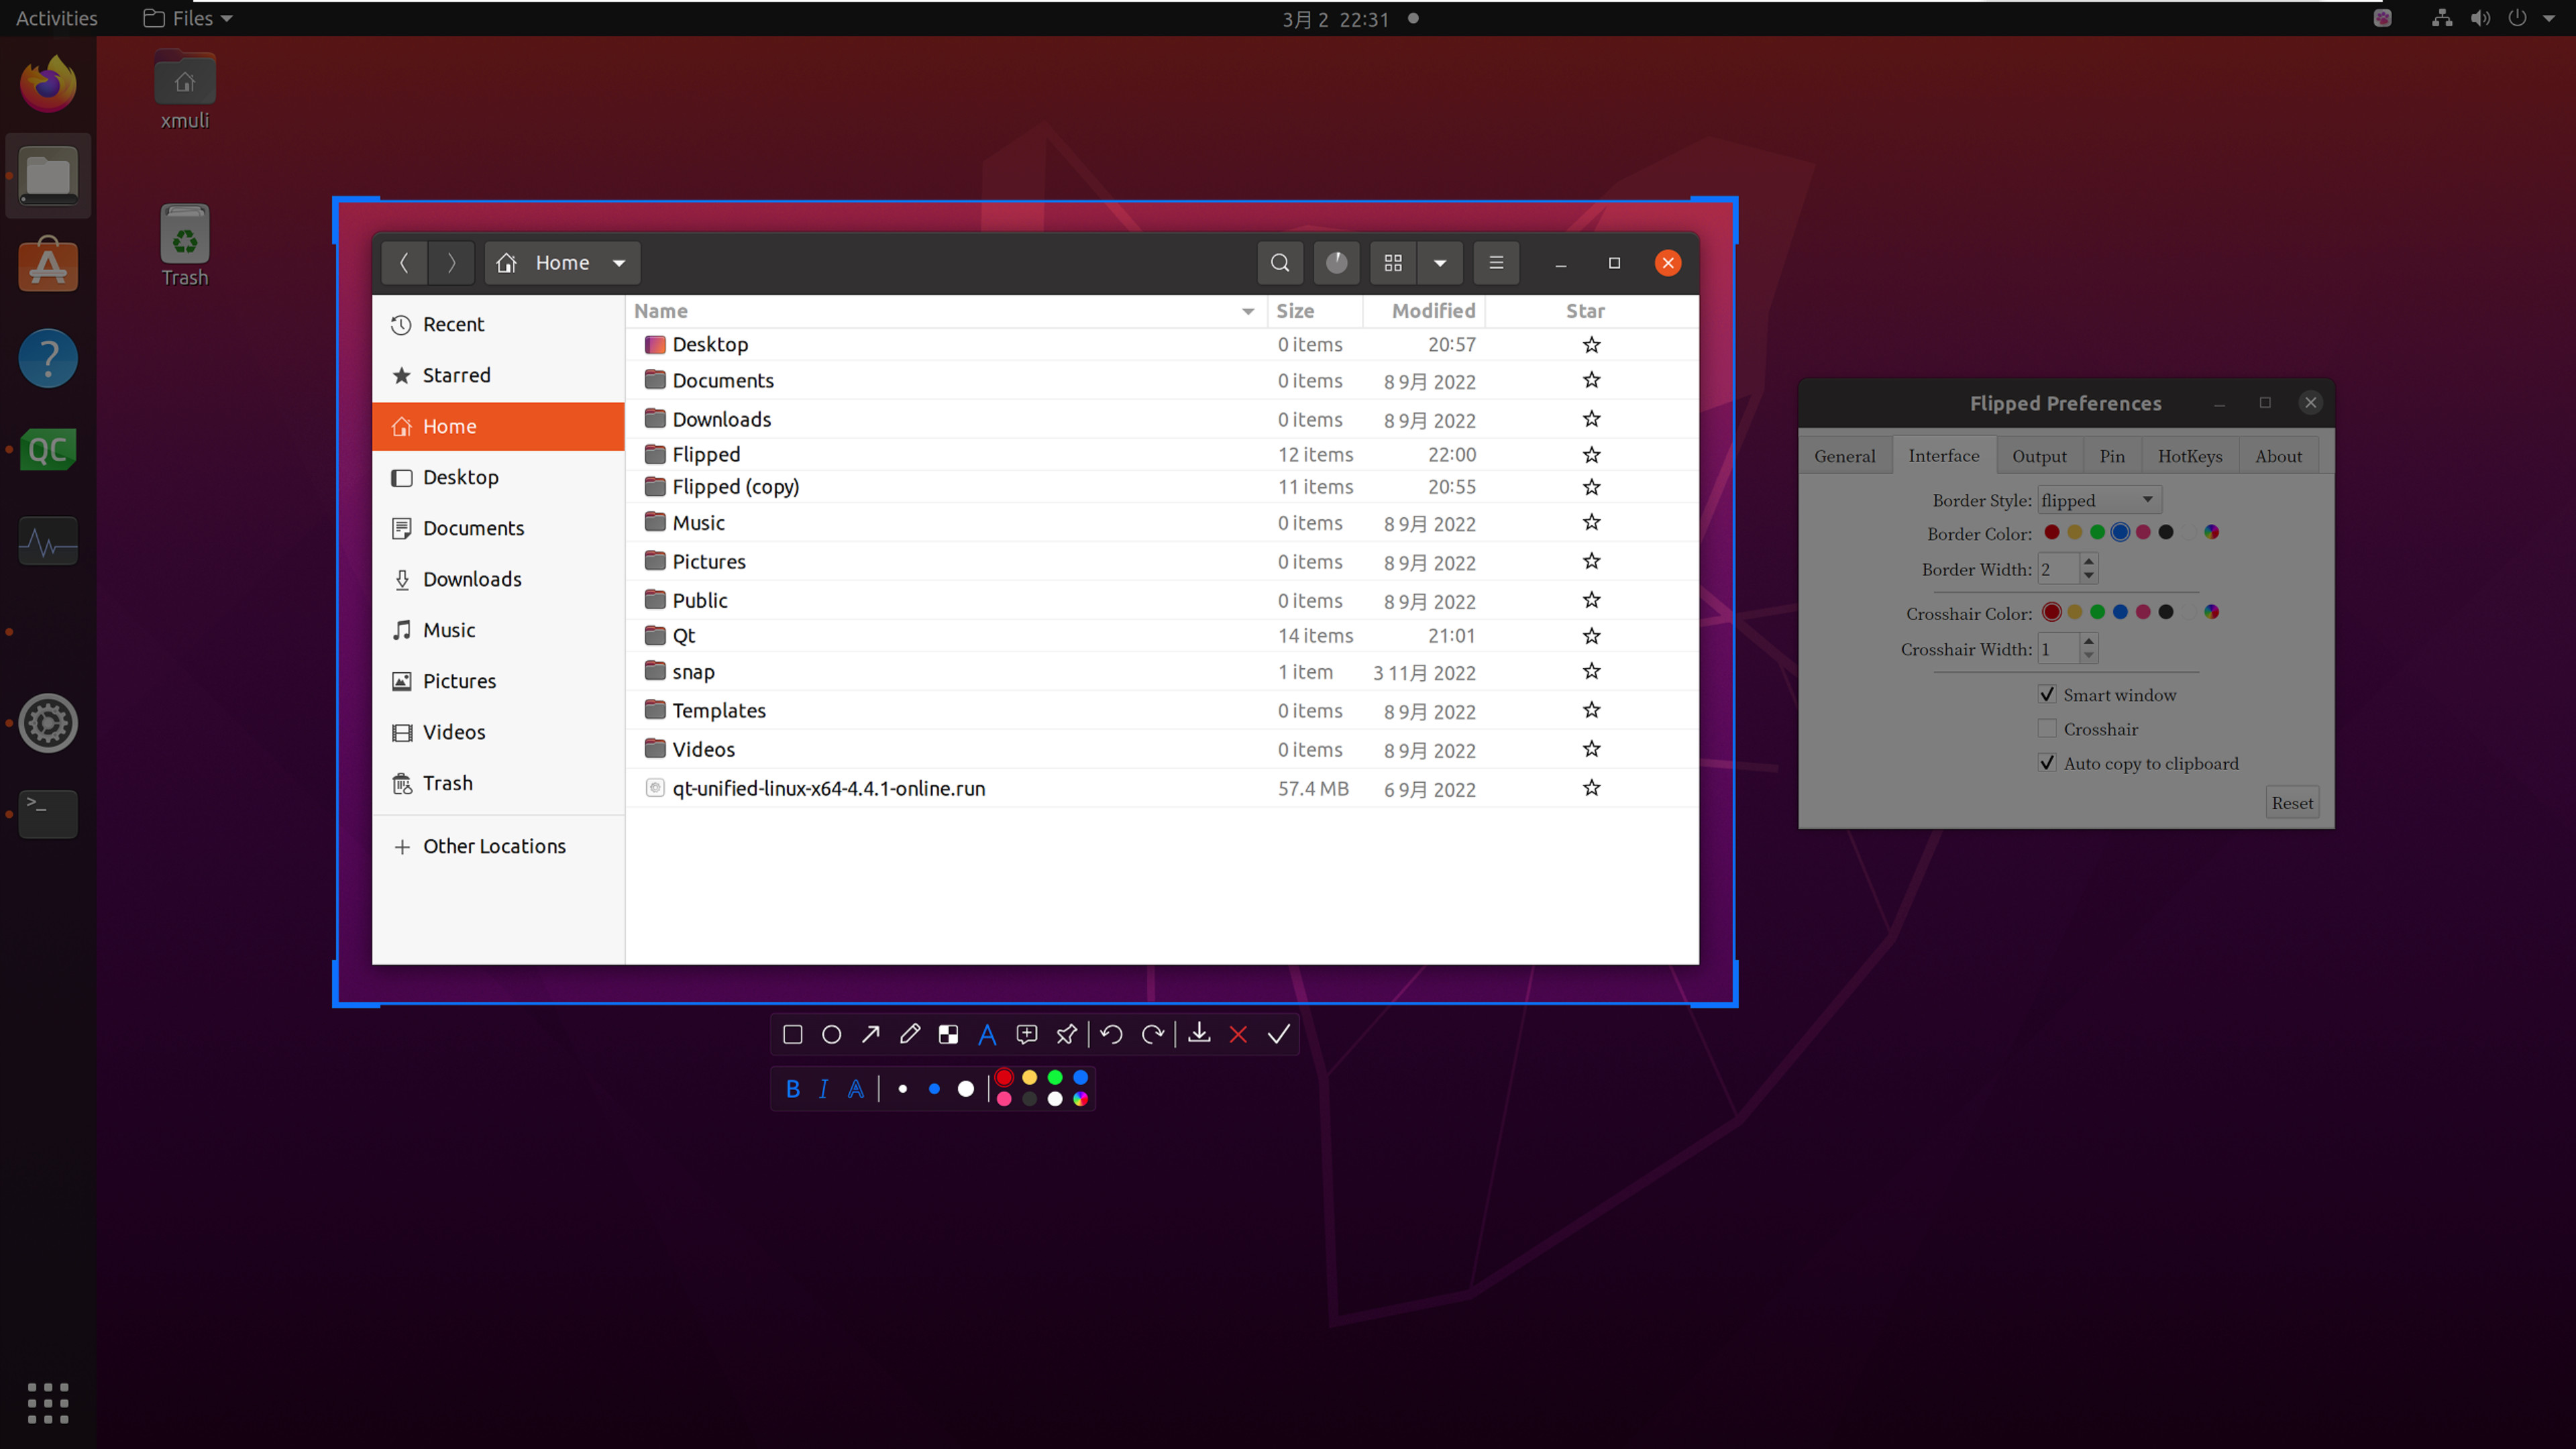 Activities Files 3月 2 22:31
xmuli
Trash
QC
>_
Home
Recent
Starred
Home
Desktop
Documents
Downloads
Music
Pictures
Videos
Trash
Other Locations
Name Size Modified Star
Desktop 0 items 20:57
Documents 0 items 8 9月 2022
Downloads 0 items 8 9月 2022
Flipped 12 items 22:00
Flipped (copy) 11 items 20:55
Music 0 items 8 9月 2022
Pictures 0 items 8 9月 2022
Public 0 items 8 9月 2022
Qt 14 items 21:01
snap 1 item 3 11月 2022
Templates 0 items 8 9月 2022
Videos 0 items 8 9月 2022
qt-unified-linux-x64-4.4.1-online.run 57.4 MB 6 9月 2022
Flipped Preferences
General Interface Output Pin HotKeys About
Border Style: flipped
Border Color:
Border Width: 2
Crosshair Color:
Crosshair Width: 1
Smart window
Crosshair
Auto copy to clipboard
Reset
A
B I A